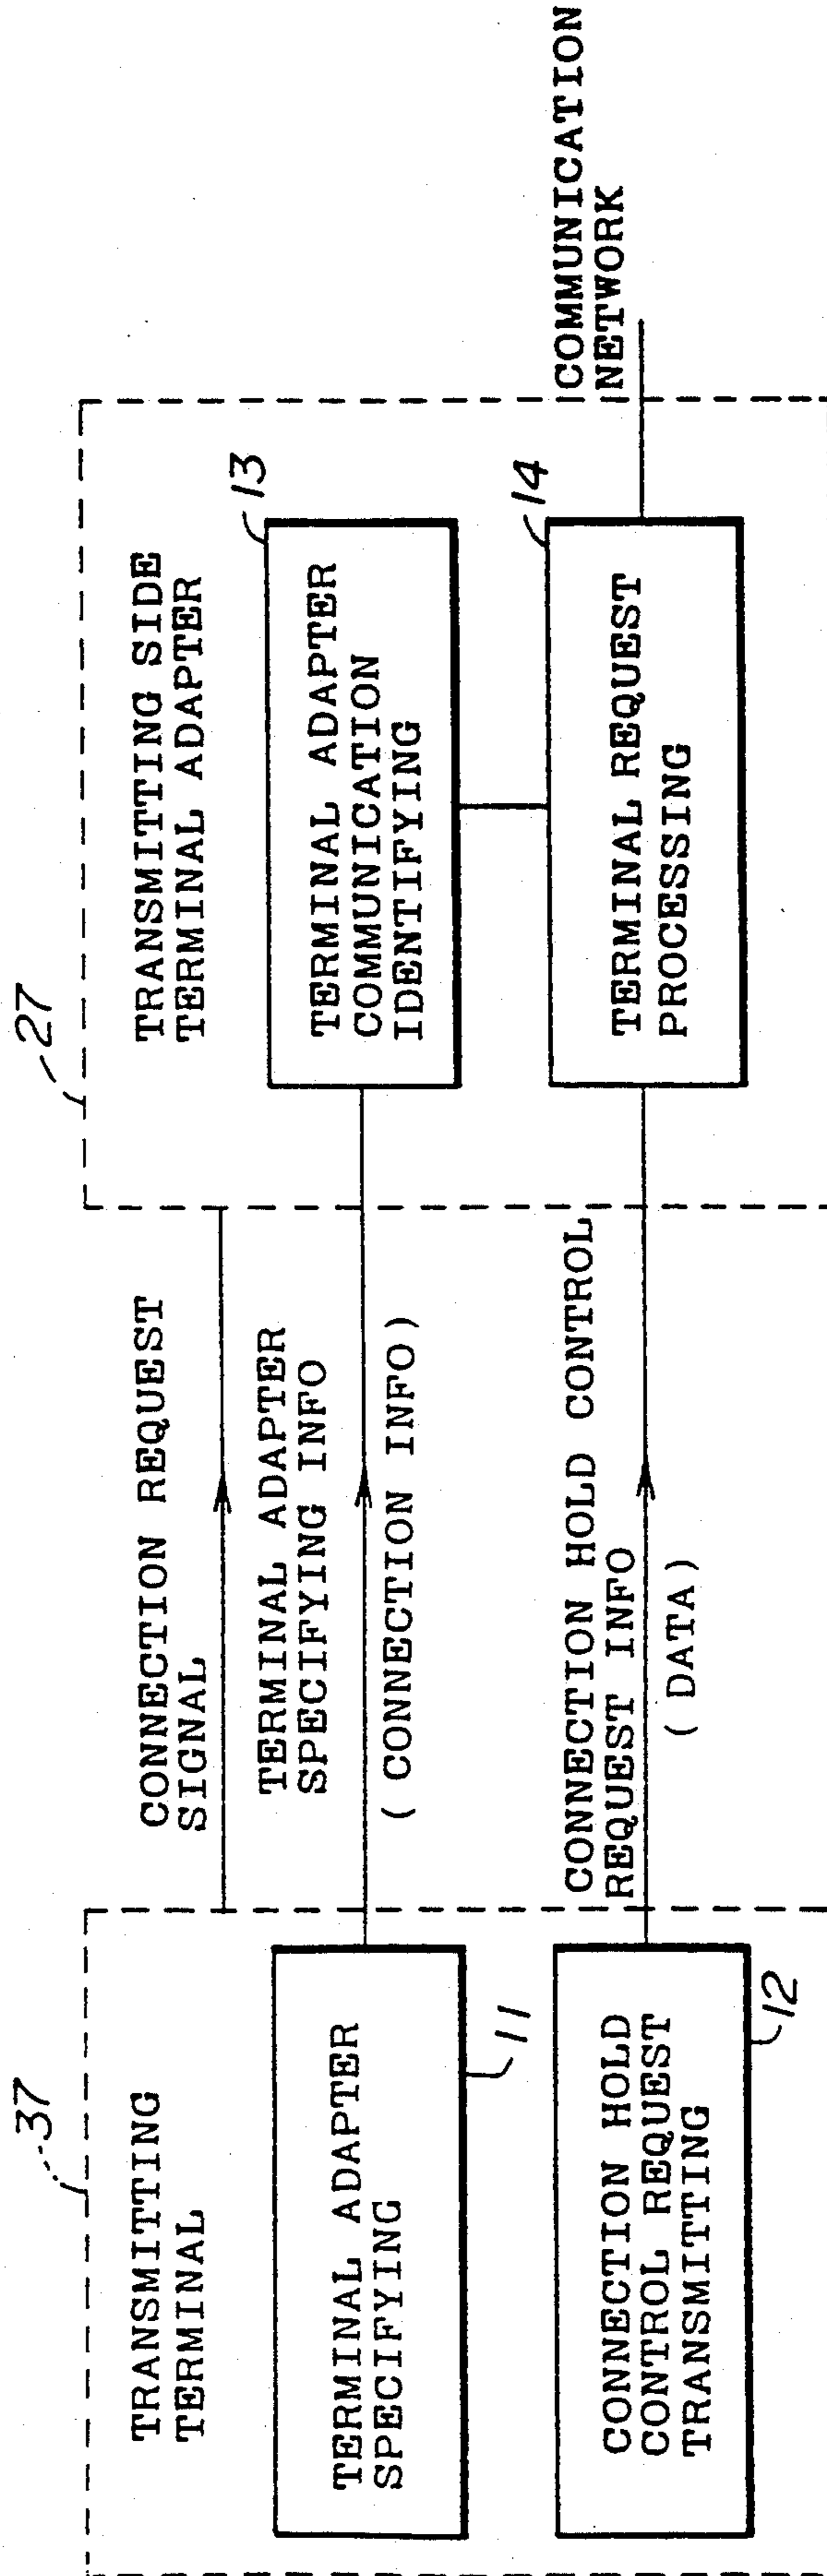 37
TRANSMITTING
TERMINAL
TERMINAL ADAPTER
SPECIFYING
11
CONNECTION HOLD
CONTROL REQUEST
TRANSMITTING
12
CONNECTION REQUEST
SIGNAL
TERMINAL ADAPTER
SPECIFYING INFO
( CONNECTION INFO)
CONNECTION HOLD CONTROL
REQUEST INFO
( DATA)
27
TRANSMITTING SIDE
TERMINAL ADAPTER
13
TERMINAL ADAPTER
COMMUNICATION
IDENTIFYING
14
TERMINAL REQUEST
PROCESSING
COMMUNICATION
NETWORK